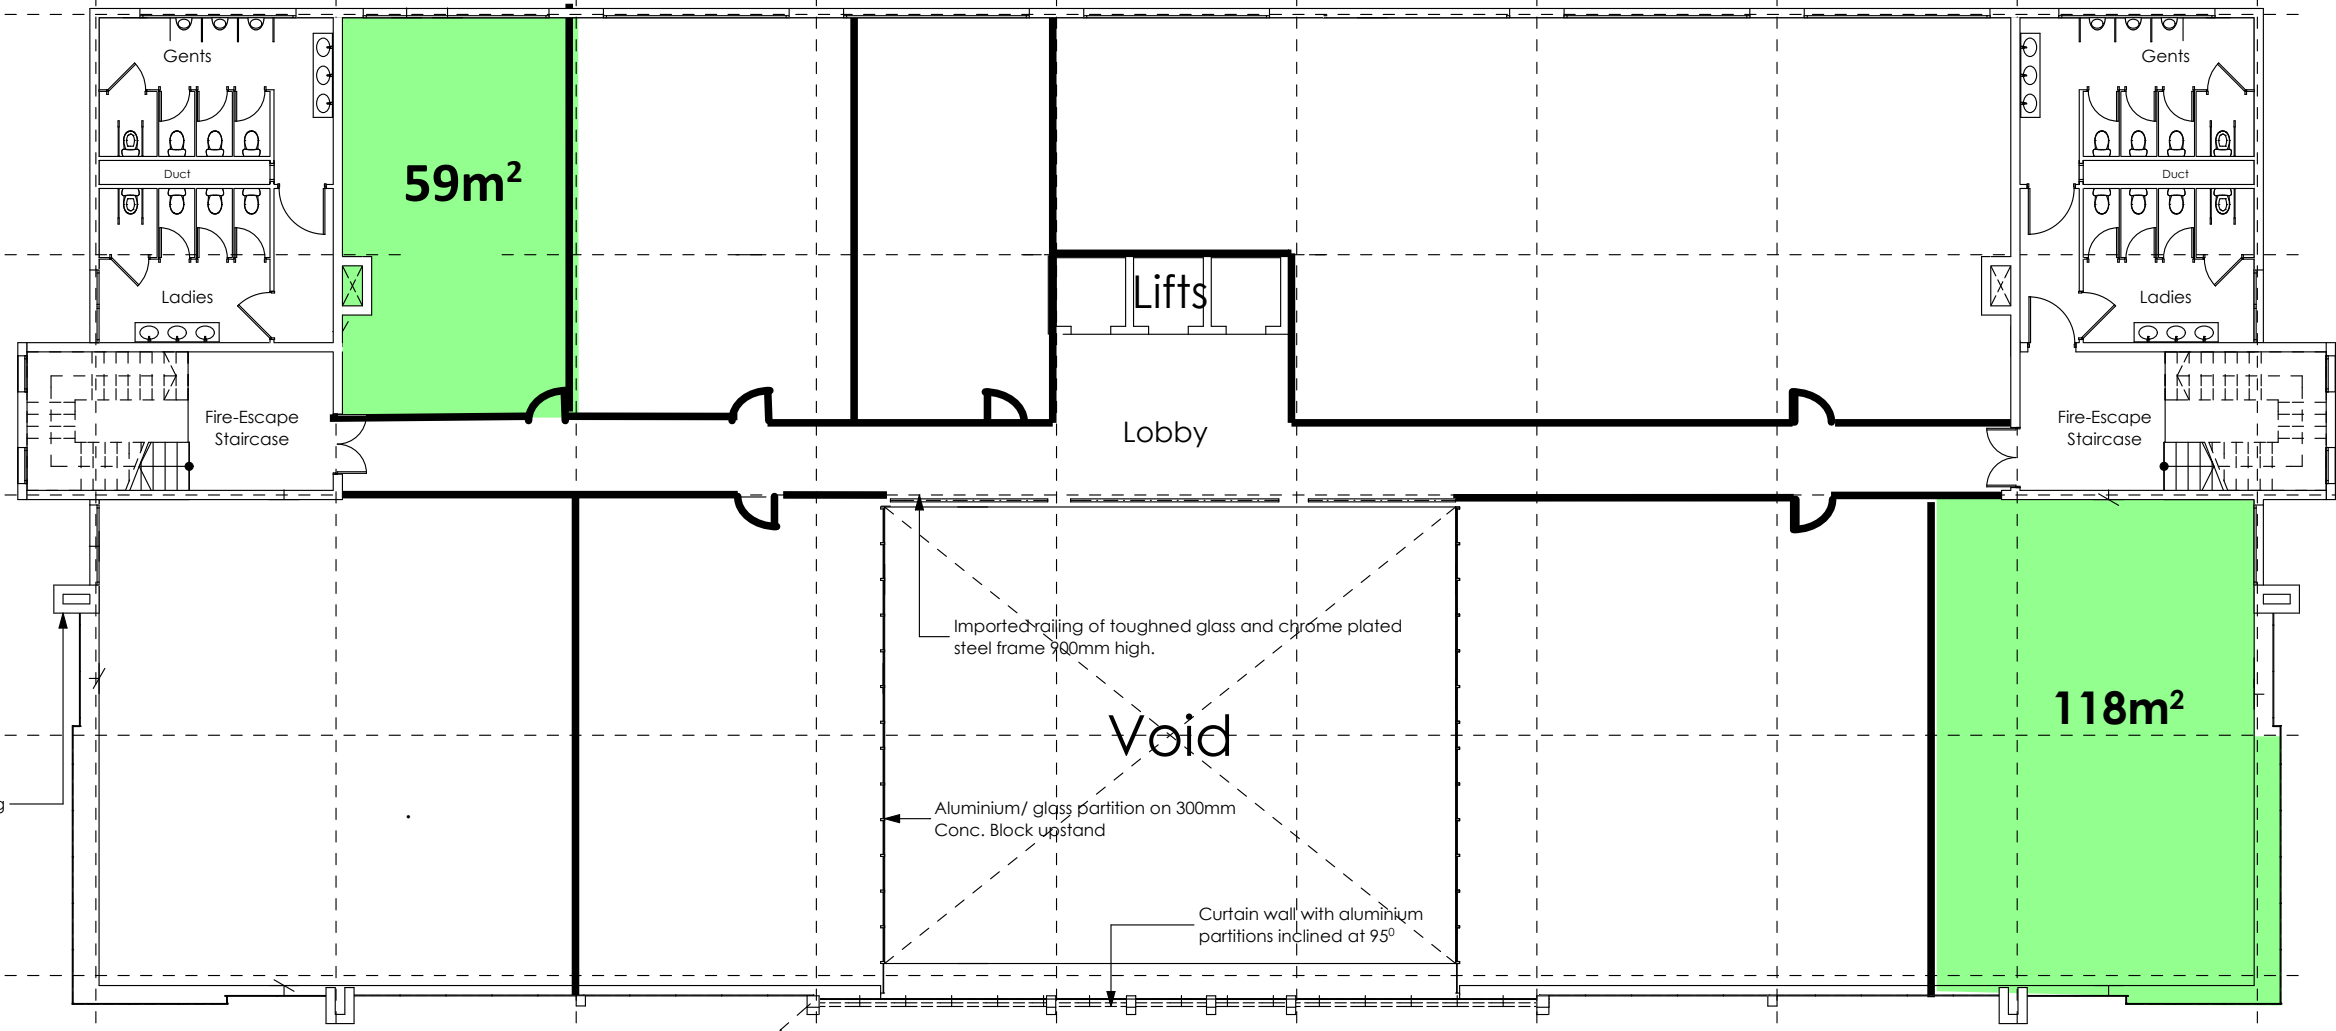 Gents
Gents
59m²
Duct
Duct
Lifts
Ladies
Ladies
Fire-Escape
Staircase
Lobby
Fire-Escape
Staircase
Imported railing of toughned glass and chrome plated
steel frame 900mm high.
118m²
Void
g
Aluminium/ glass partition on 300mm
Conc. Block upstand
Curtain wall with aluminium
partitions inclined at 95⁰